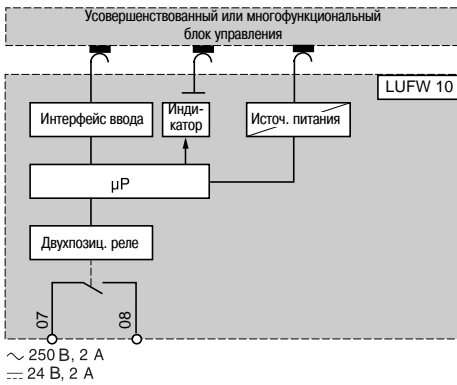 Усовершенствованный или многофункциональный
блок управления
LUFW 10
Интерфейс ввода
Инди-
катор
Источ. питания
µP
Двухпозиц. реле
07
08
~ 250 В, 2 А
⎓ 24 В, 2 А